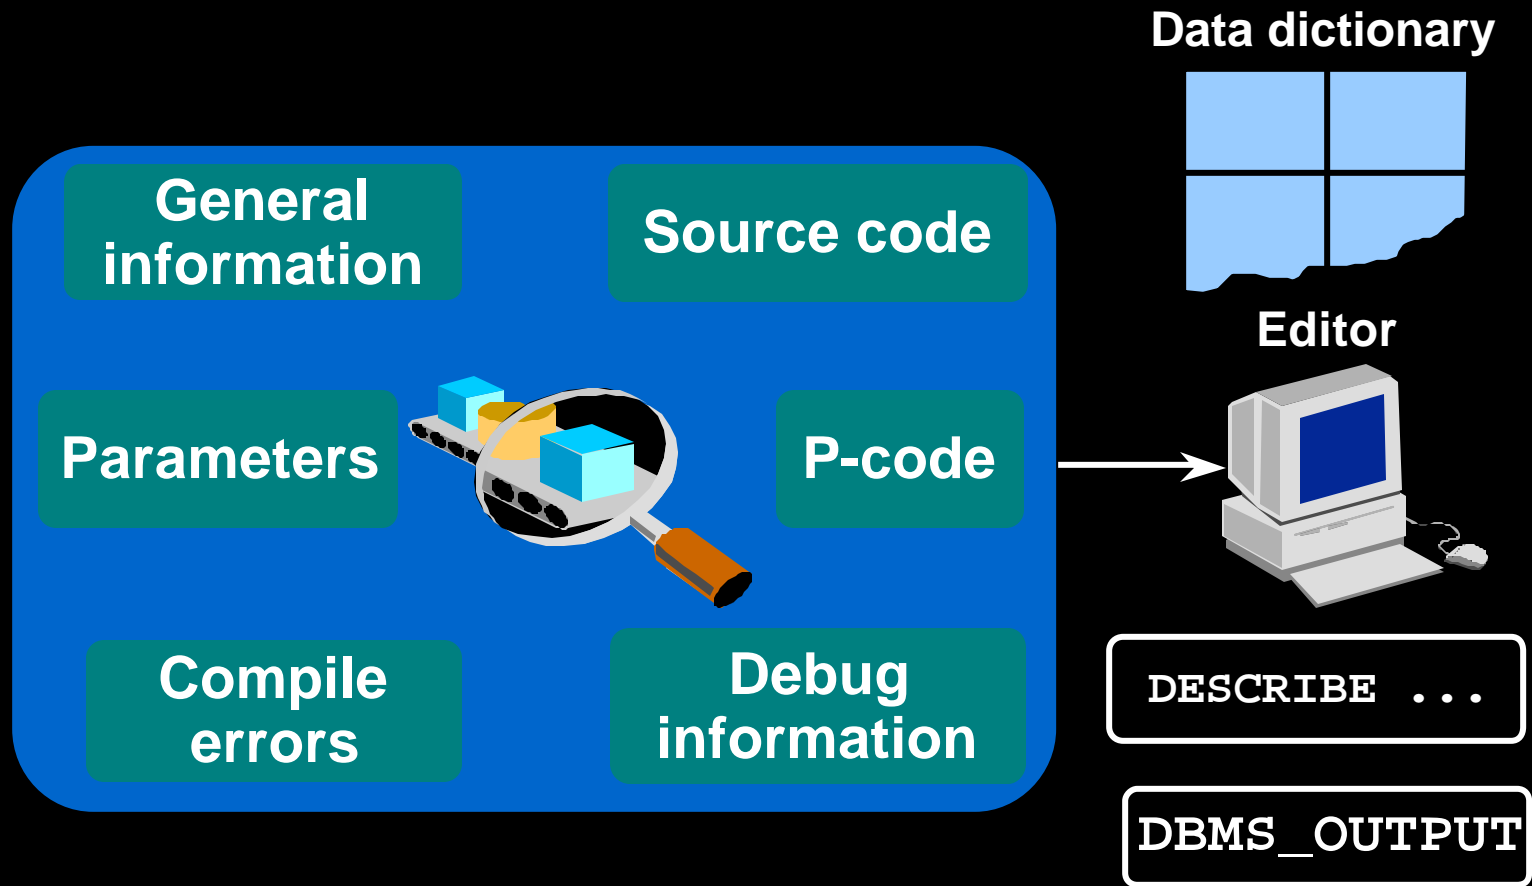 Data dictionary
General
information
Source code
Editor
Parameters
P-code
Compile
errors
Debug
information
DESCRIBE ...
DBMS_OUTPUT